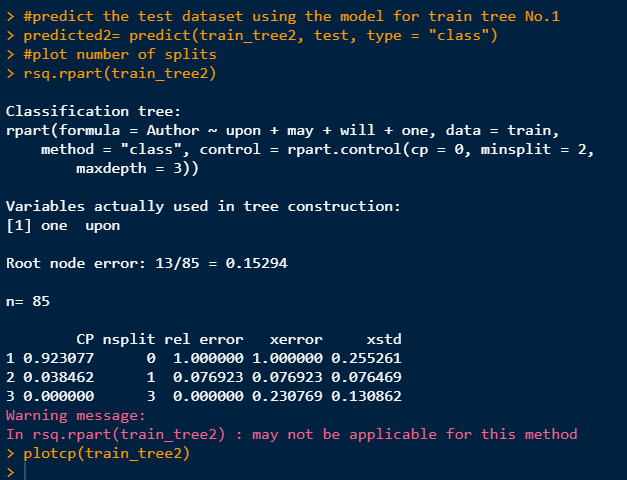 > #predict the test dataset using the model for train tree No.1
> predicted2= predict(train_tree2, test, type = "class")
> #plot number of splits
> rsq.rpart(train_tree2)

Classification tree:
rpart(formula = Author ~ upon + may + will + one, data = train,
    method = "class", control = rpart.control(cp = 0, minsplit = 2,
        maxdepth = 3))

Variables actually used in tree construction:
[1] one  upon

Root node error: 13/85 = 0.15294

n= 85

        CP nsplit rel error   xerror     xstd
1 0.923077      0  1.000000 1.000000 0.255261
2 0.038462      1  0.076923 0.076923 0.076469
3 0.000000      3  0.000000 0.230769 0.130862
Warning message:
In rsq.rpart(train_tree2) : may not be applicable for this method
> plotcp(train_tree2)
>